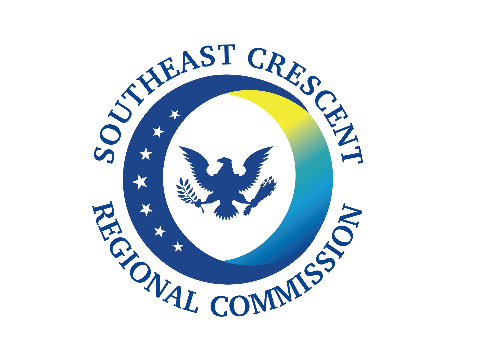 SOUTHEAST CRESCENT
REGIONAL COMMISSION